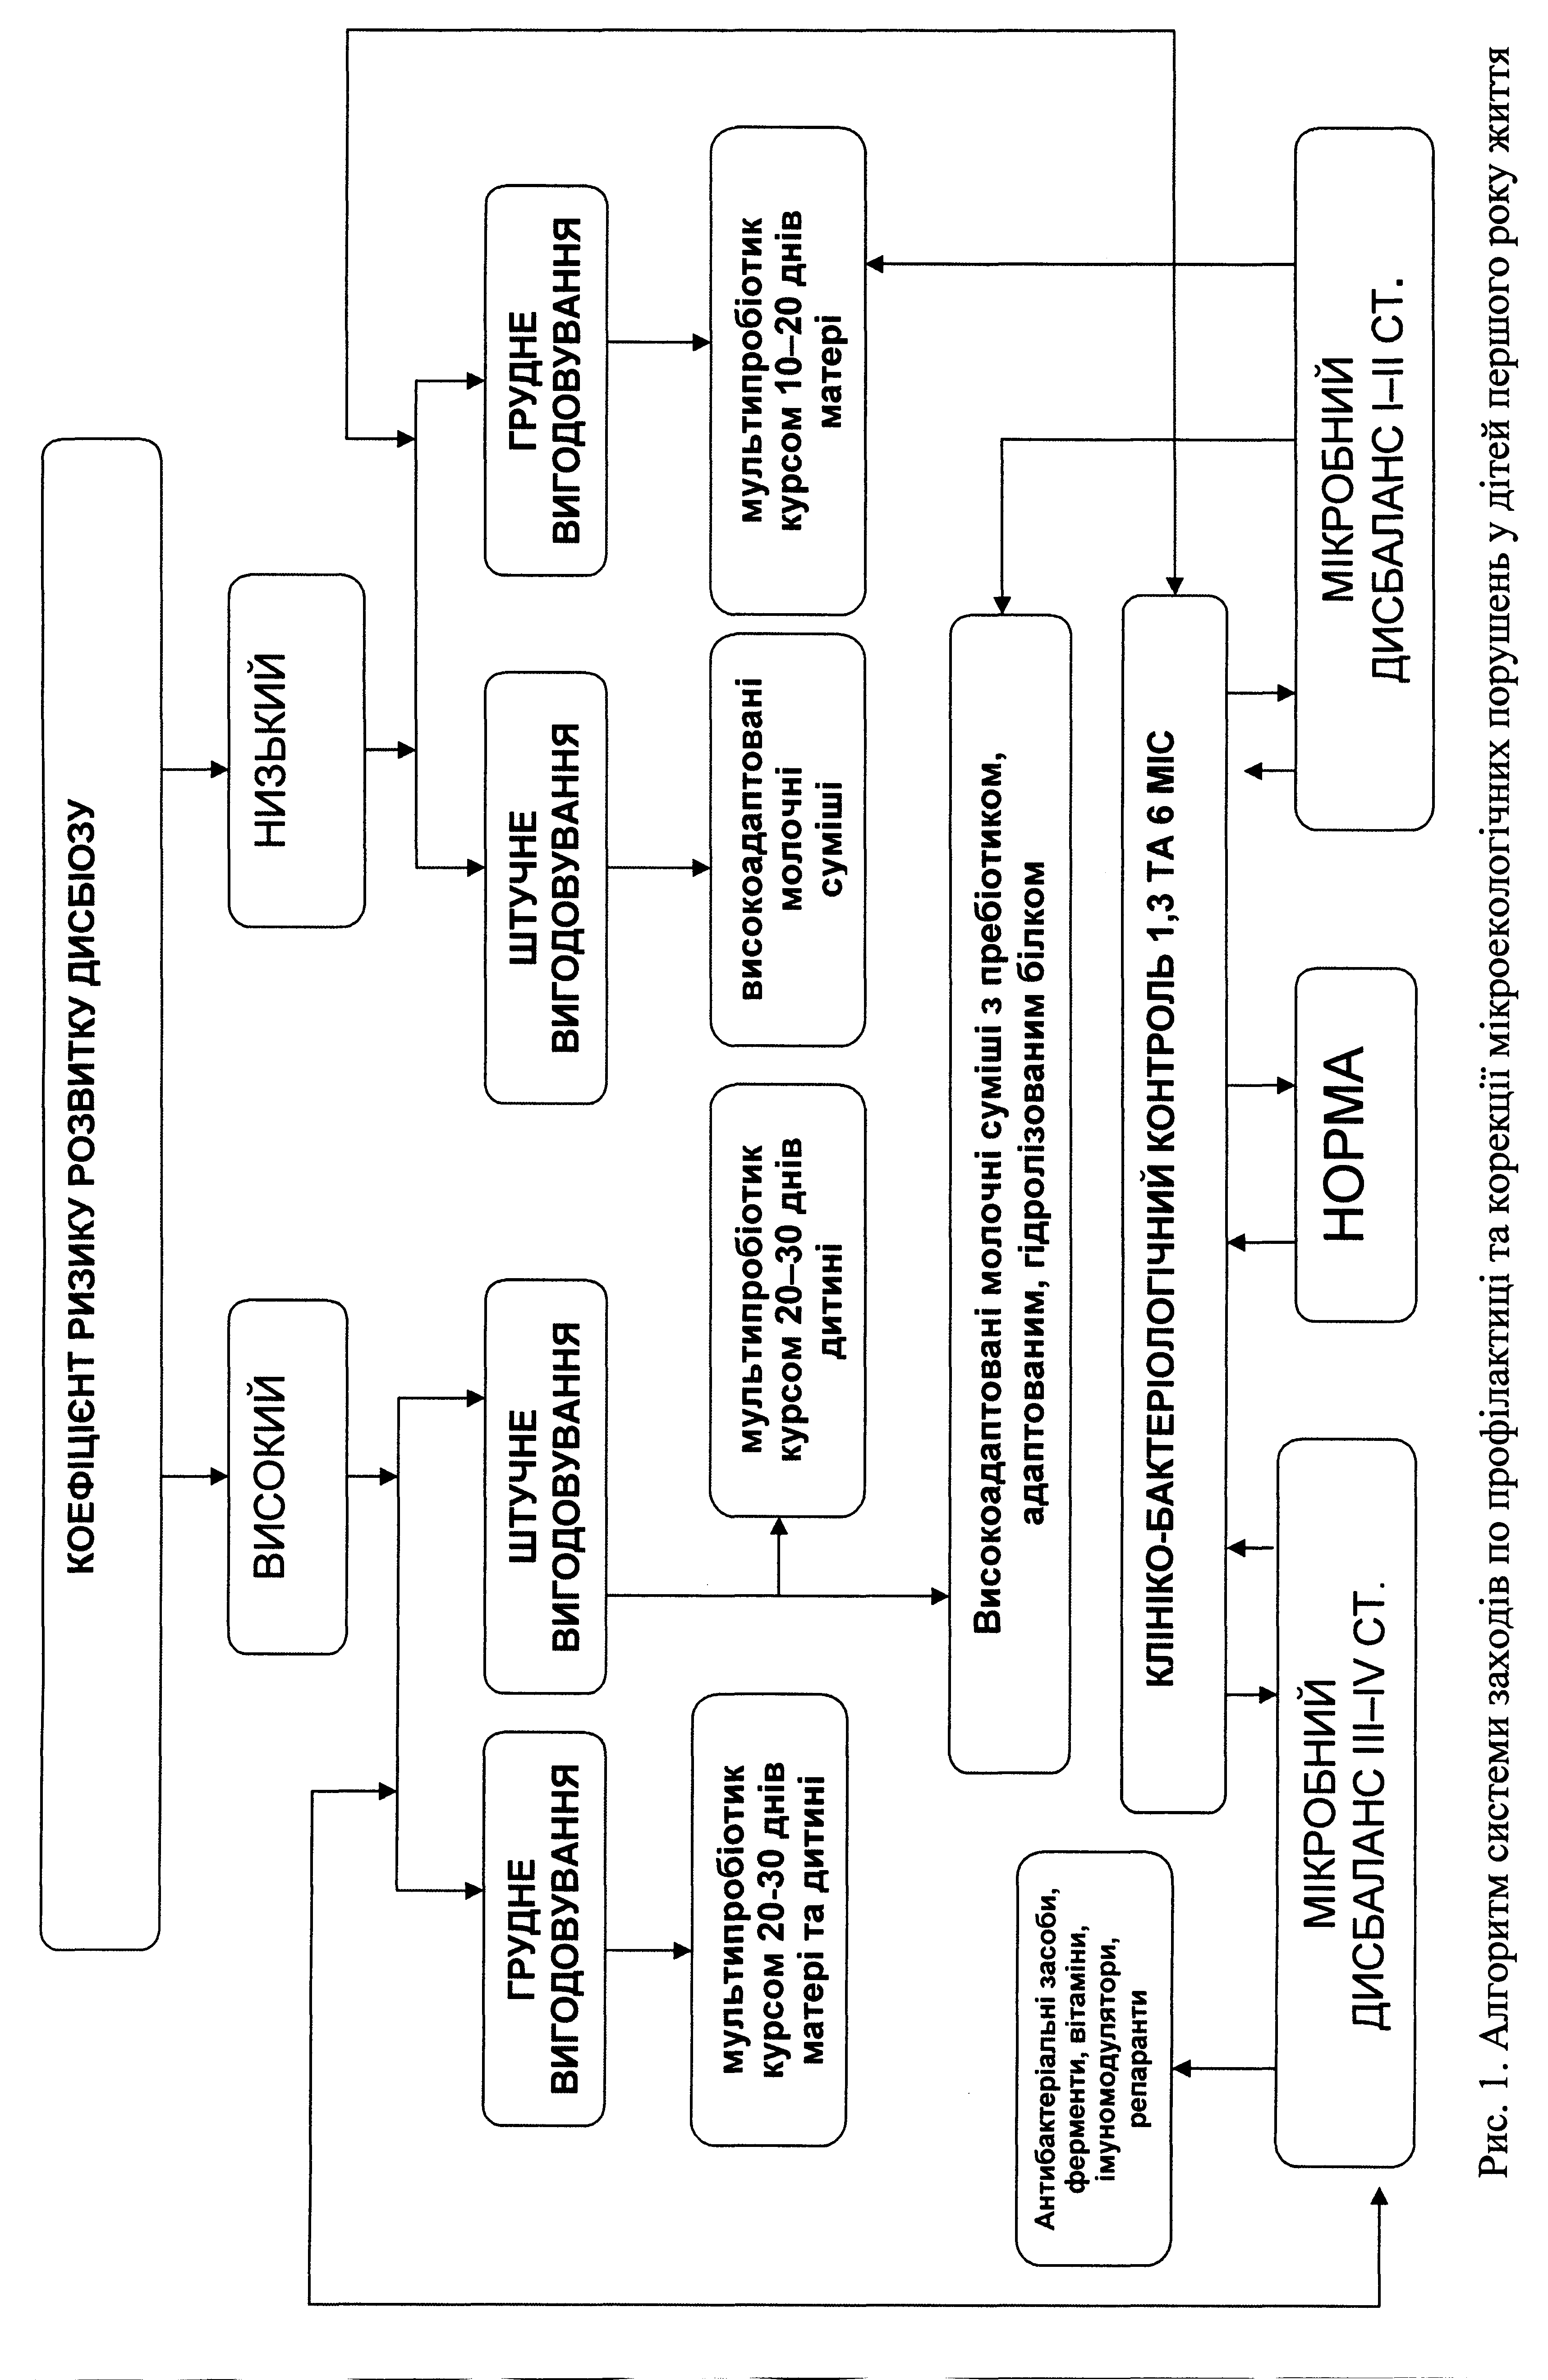 КОЕФІЦІЄНТ РИЗИКУ РОЗВИТКУ ДИСБІОЗУ
ВИСОКИЙ
НИЗЬКИЙ
ГРУДНЕ
ВИГОДОВУВАННЯ
ШТУЧНЕ
ВИГОДОВУВАННЯ
ШТУЧНЕ
ВИГОДОВУВАННЯ
ГРУДНЕ
ВИГОДОВУВАННЯ
мультипробіотик
курсом 20-30 днів
матері та дитині
мультипробіотик
курсом 20–30 днів
дитині
високоадаптовані
молочні
суміші
мультипробіотик
курсом 10–20 днів
матері
Високоадаптовані молочні суміші з пребіотиком,
адаптованим, гідролізованим білком
Антибактеріальні засоби,
ферменти, вітаміни,
імуномодулятори,
репаранти
КЛІНІКО-БАКТЕРІОЛОГІЧНИЙ КОНТРОЛЬ 1,3 ТА 6 МІС
МІКРОБНИЙ
ДИСБАЛАНС III–IV СТ.
НОРМА
МІКРОБНИЙ
ДИСБАЛАНС I–II СТ.
Рис. 1. Алгоритм системи заходів по профілактиці та корекції мікроекологічних порушень у дітей першого року життя